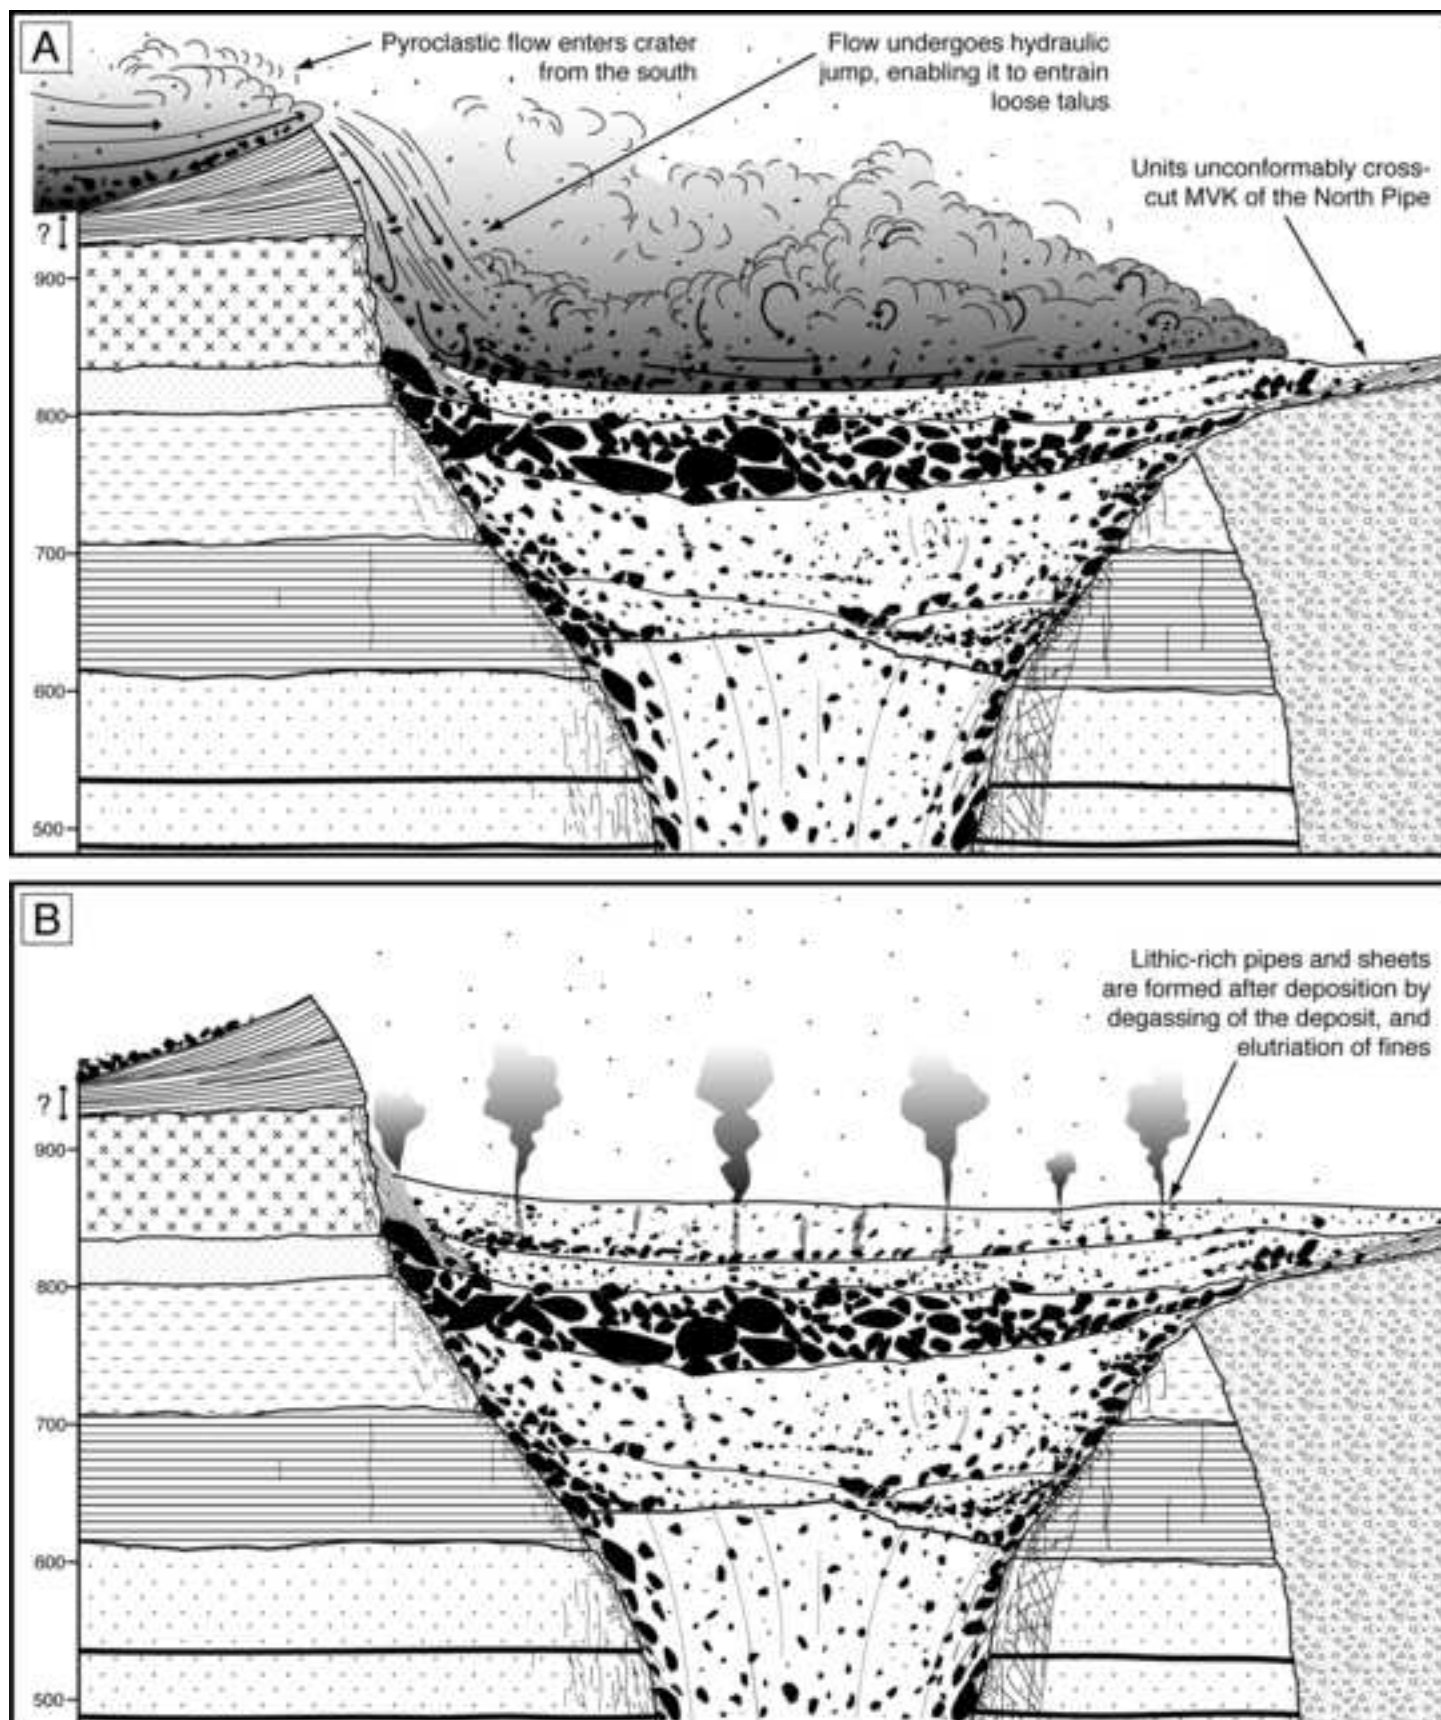 A
Pyroclastic flow enters crater
from the south
Flow undergoes hydraulic
jump, enabling it to entrain
loose talus
Units unconformably cross-
cut MVK of the North Pipe
?
900
800
700
600
500
B
Lithic-rich pipes and sheets
are formed after deposition by
degassing of the deposit, and
elutriation of fines
?
900
800
700
600
500